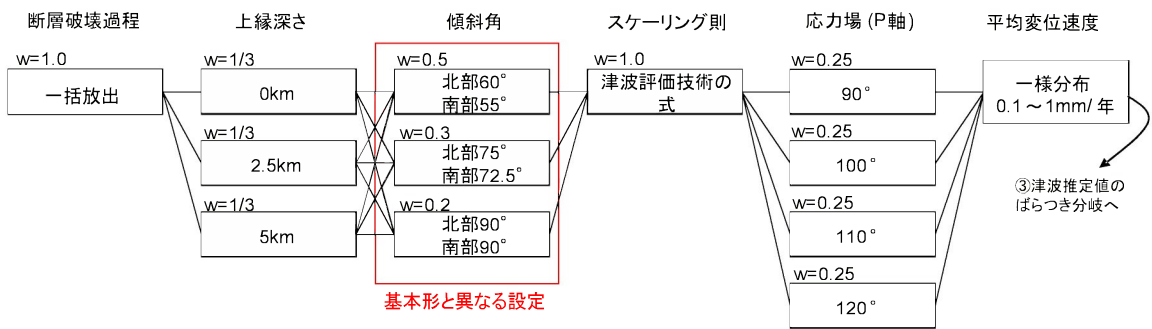 断層破壊過程
上縁深さ
傾斜角
スケーリング則
応力場 (P軸)
平均変位速度
w=1.0
一括放出
w=1/3
0km
w=1/3
2.5km
w=1/3
5km
w=0.5
北部60°
南部55°
w=0.3
北部75°
南部72.5°
w=0.2
北部90°
南部90°
基本形と異なる設定
w=1.0
津波評価技術の
式
w=0.25
90°
w=0.25
100°
w=0.25
110°
w=0.25
120°
一様分布
0.1～1mm/年
③津波推定値の
ばらつき分岐へ